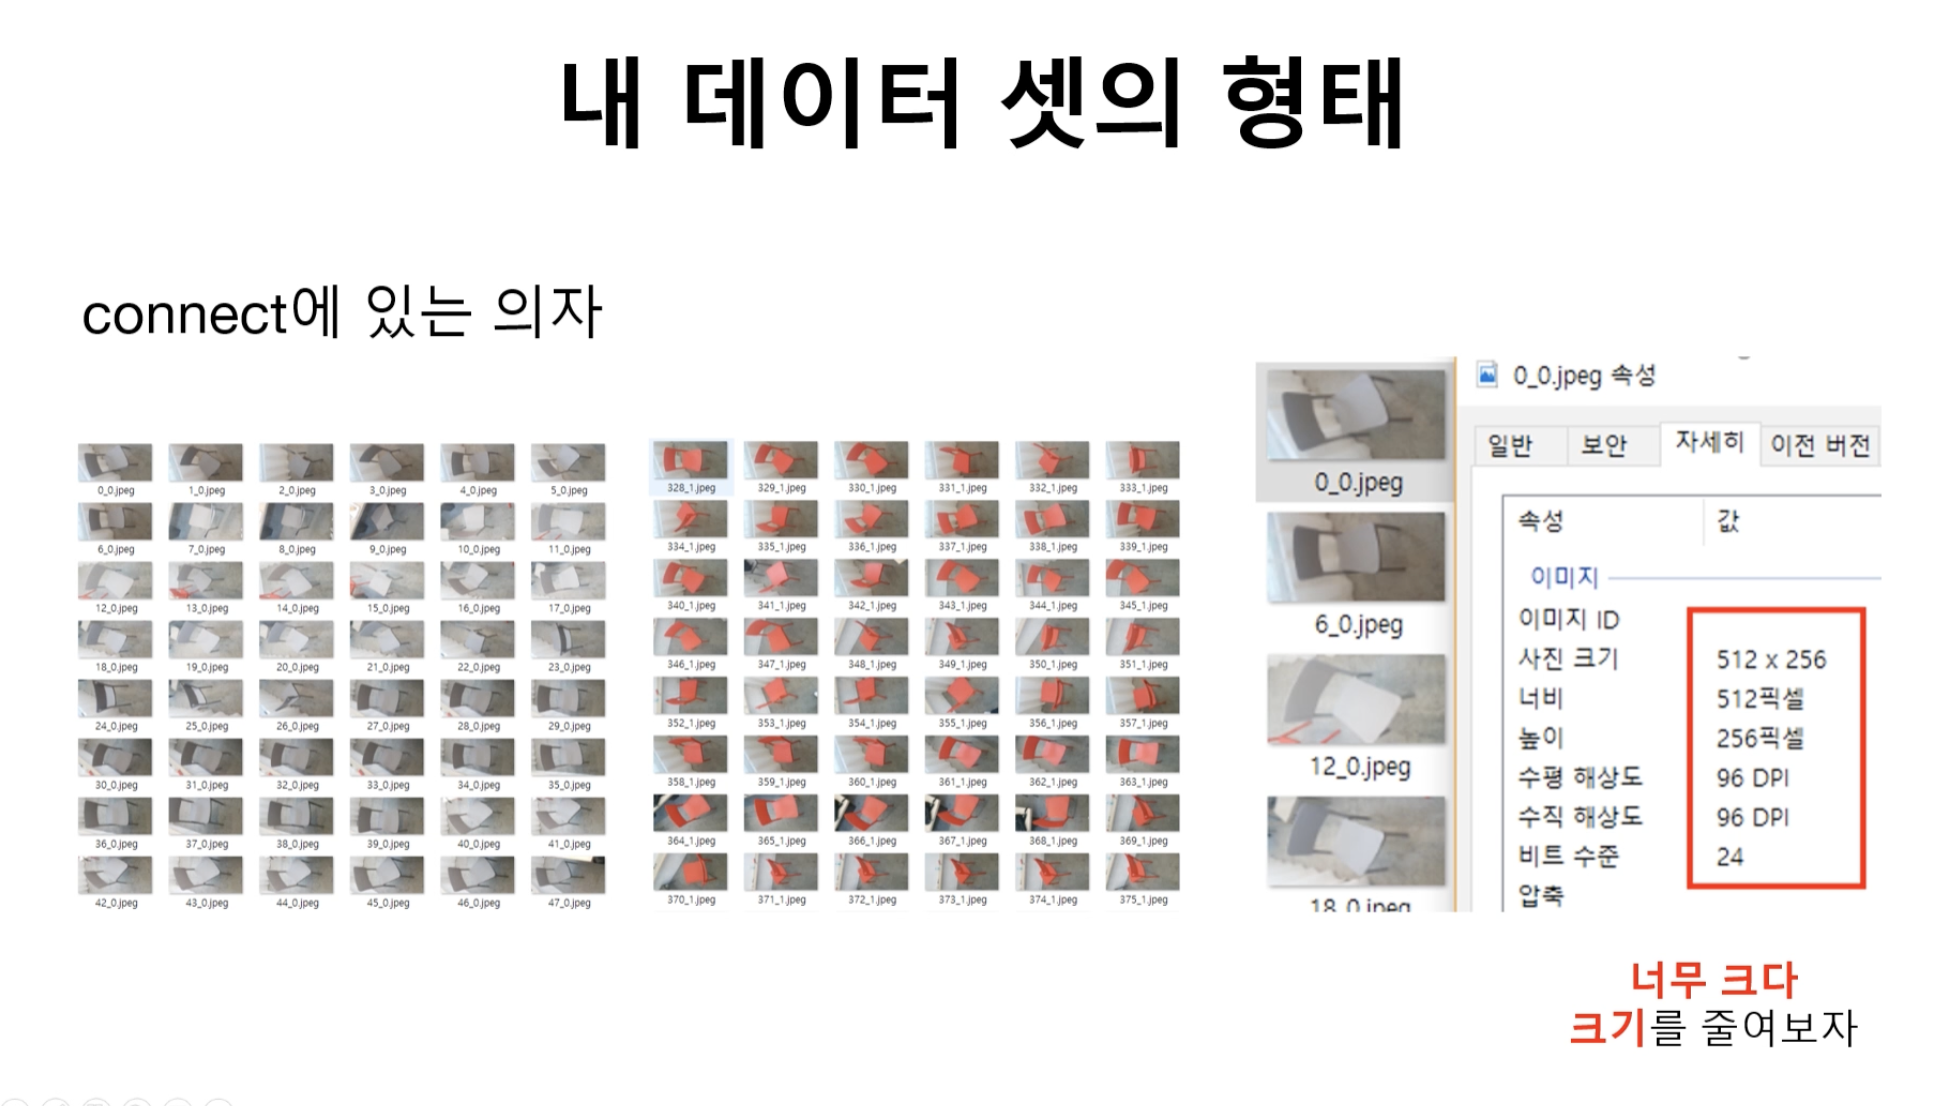 내 데이터 셋의 형태
connect에 있는 의자
0_0.jpeg 1_0.jpeg 2_0.jpeg 3_0.jpeg 4_0.jpeg 5_0.jpeg
6_0.jpeg 7_0.jpeg 8_0.jpeg 9_0.jpeg 10_0.jpeg 11_0.jpeg
12_0.jpeg 13_0.jpeg 14_0.jpeg 15_0.jpeg 16_0.jpeg 17_0.jpeg
18_0.jpeg 19_0.jpeg 20_0.jpeg 21_0.jpeg 22_0.jpeg 23_0.jpeg
24_0.jpeg 25_0.jpeg 26_0.jpeg 27_0.jpeg 28_0.jpeg 29_0.jpeg
30_0.jpeg 31_0.jpeg 32_0.jpeg 33_0.jpeg 34_0.jpeg 35_0.jpeg
36_0.jpeg 37_0.jpeg 38_0.jpeg 39_0.jpeg 40_0.jpeg 41_0.jpeg
42_0.jpeg 43_0.jpeg 44_0.jpeg 45_0.jpeg 46_0.jpeg 47_0.jpeg
328_1.jpeg 329_1.jpeg 330_1.jpeg 331_1.jpeg 332_1.jpeg 333_1.jpeg
334_1.jpeg 335_1.jpeg 336_1.jpeg 337_1.jpeg 338_1.jpeg 339_1.jpeg
340_1.jpeg 341_1.jpeg 342_1.jpeg 343_1.jpeg 344_1.jpeg 345_1.jpeg
346_1.jpeg 347_1.jpeg 348_1.jpeg 349_1.jpeg 350_1.jpeg 351_1.jpeg
352_1.jpeg 353_1.jpeg 354_1.jpeg 355_1.jpeg 356_1.jpeg 357_1.jpeg
358_1.jpeg 359_1.jpeg 360_1.jpeg 361_1.jpeg 362_1.jpeg 363_1.jpeg
364_1.jpeg 365_1.jpeg 366_1.jpeg 367_1.jpeg 368_1.jpeg 369_1.jpeg
370_1.jpeg 371_1.jpeg 372_1.jpeg 373_1.jpeg 374_1.jpeg 375_1.jpeg
0_0.jpeg
6_0.jpeg
12_0.jpeg
18_0.jpeg
0_0.jpeg 속성
일반 보안 자세히 이전 버전
속성 값
이미지
이미지 ID
사진 크기 512 x 256
너비 512픽셀
높이 256픽셀
수평 해상도 96 DPI
수직 해상도 96 DPI
비트 수준 24
압축
너무 크다
크기를 줄여보자